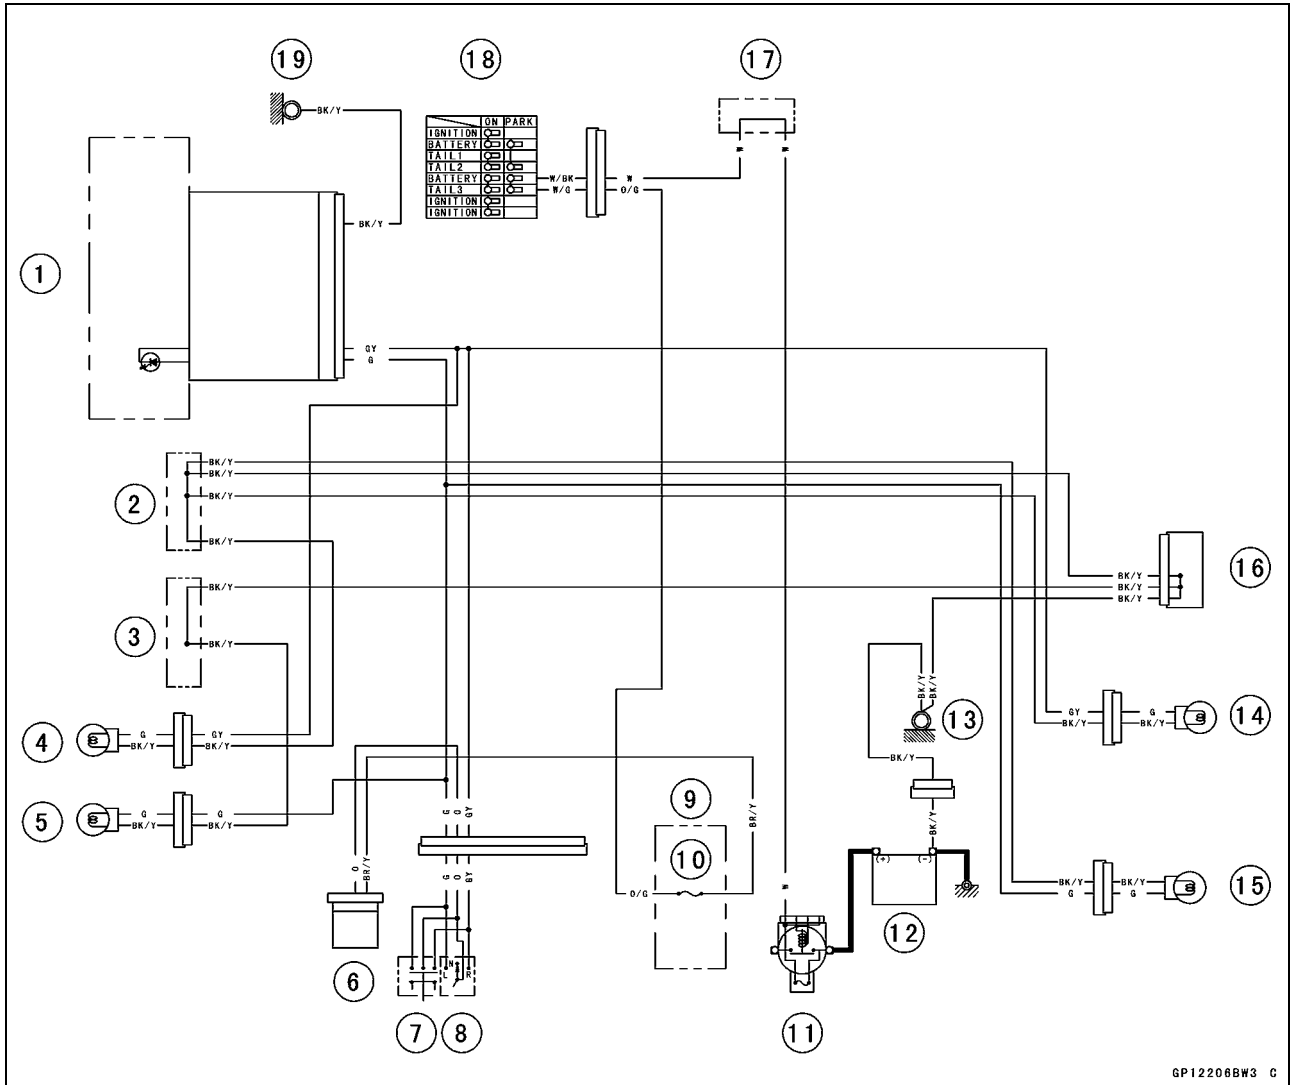 19
18
17
BK/Y
ON PARK
IGNITION
BATTERY
TAIL1
TAIL2
BATTERY
TAIL3
IGNITION
IGNITION
W/BK
W/G
W
O/G
W
W
BK/Y
1
GY
G
2
BK/Y
BK/Y
BK/Y
BK/Y
3
BK/Y
BK/Y
16
BK/Y
BK/Y
BK/Y
4
G
BK/Y
GY
BK/Y
5
G
BK/Y
G
BK/Y
13
BK/Y
BK/Y
BK/Y
BK/Y
14
GY
BK/Y
G
BK/Y
9
10
O/G
BR/Y
G
O
GY
G
O
GY
O
BR/Y
6
L
N
R
7
8
W
(+)
(-)
12
11
15
BK/Y
G
BK/Y
G
GP12206BW3 C